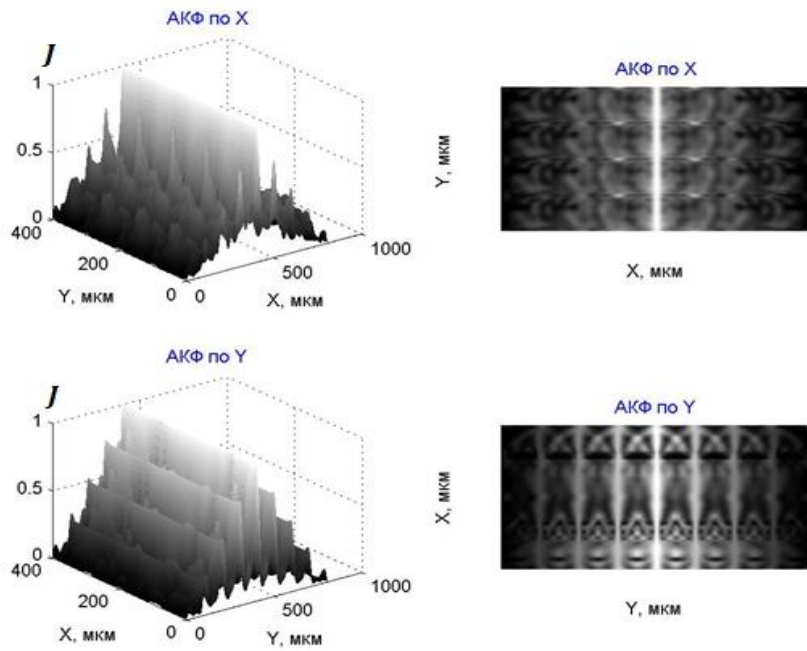 АКФ по X
J
1
0.5
0
400
200
0
0
500
1000
Y, мкм
X, мкм
АКФ по X
Y, мкм
X, мкм
АКФ по Y
J
1
0.5
0
400
200
0
0
500
1000
X, мкм
Y, мкм
АКФ по Y
X, мкм
Y, мкм